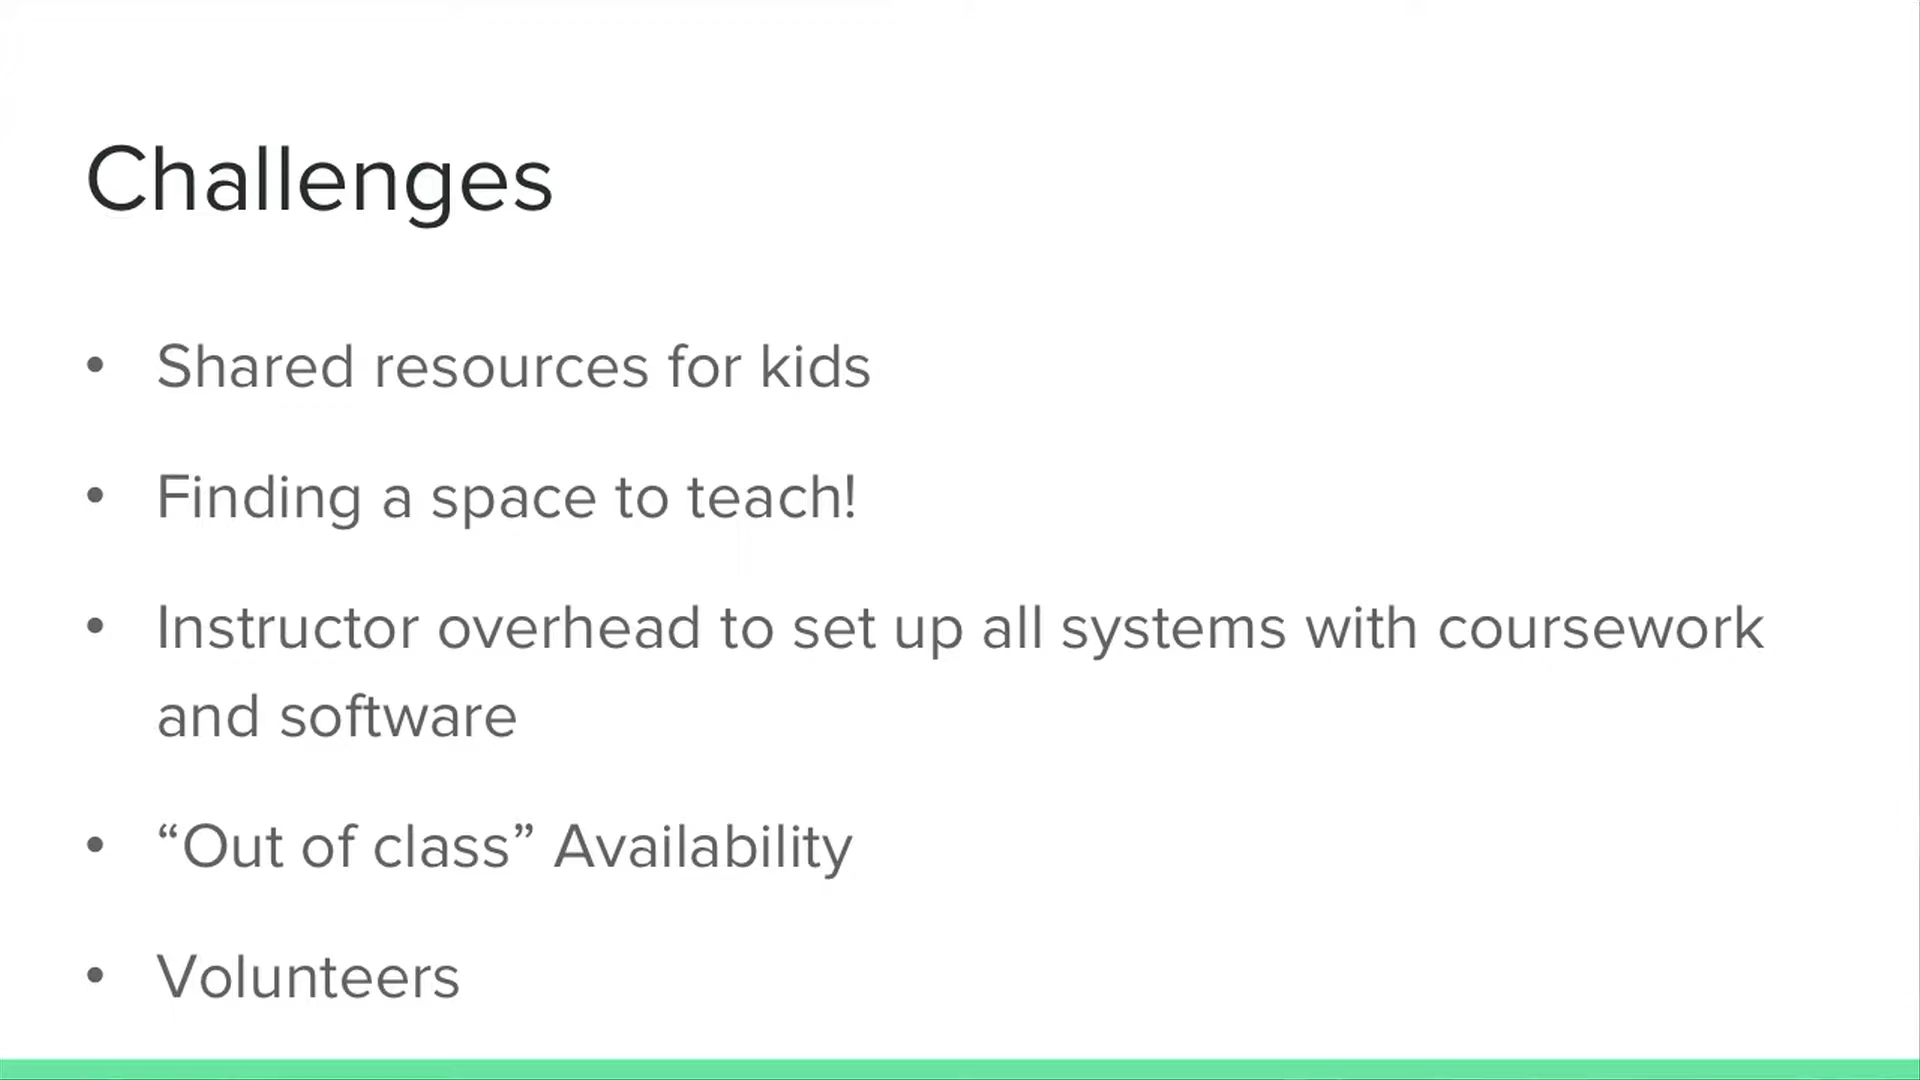 Challenges
• Shared resources for kids
• Finding a space to teach!
• Instructor overhead to set up all systems with coursework
and software
• “Out of class” Availability
• Volunteers